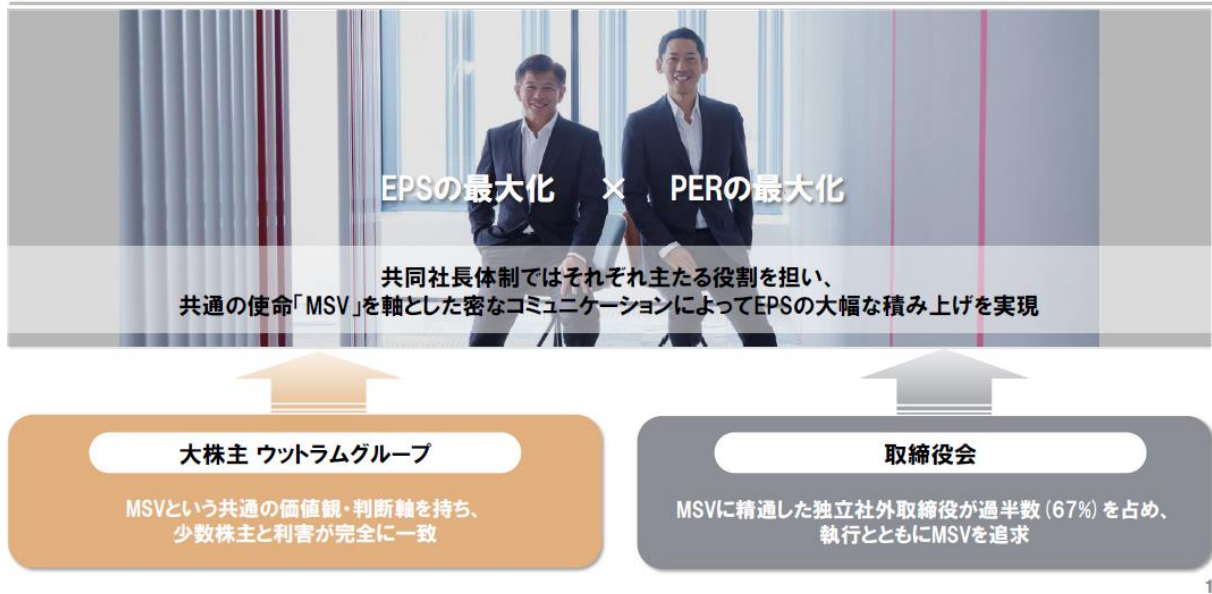 EPSの最大化 × PERの最大化
共同社長体制ではそれぞれ主たる役割を担い、
共通の使命「MSV」を軸とした密なコミュニケーションによってEPSの大幅な積み上げを実現
大株主 ウットラムグループ
MSVという共通の価値観・判断軸を持ち、
少数株主と利害が完全に一致
取締役会
MSVに精通した独立社外取締役が過半数(67%)を占め、
執行とともにMSVを追求
1